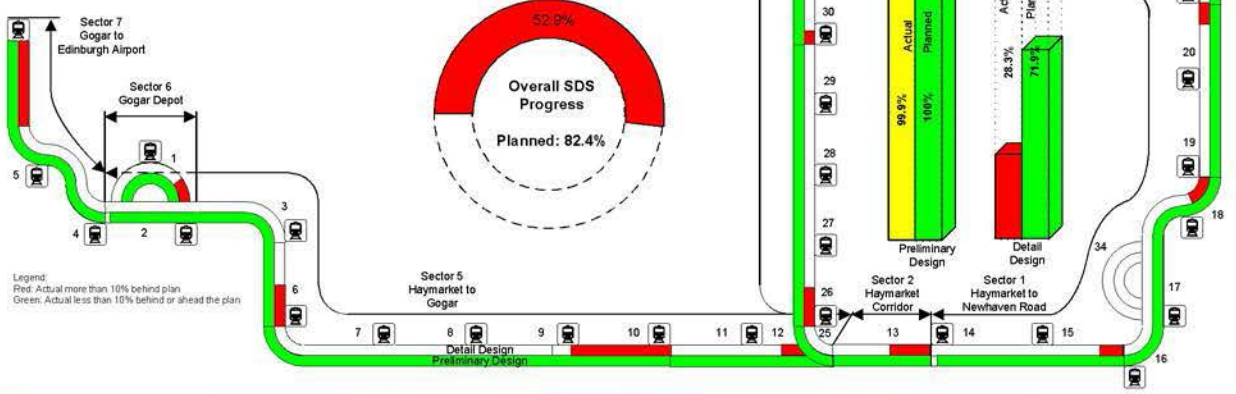 Sector 7
Gogar to
Edinburgh Airport
Sector 6
Gogar Depot
1
5
4
2
3
6
Legend:
Red: Actual more than 10% behind plan
Green: Actual less than 10% behind or ahead the plan
52.9%
Overall SDS
Progress
Planned: 82.4%
Sector 5
Haymarket to
Gogar
7
8
9
10
11
12
Detail Design
Preliminary Design
30
29
28
27
26
25
Actual
Planned
99.9%
100%
Preliminary
Design
28.3%
71.9%
Detail
Design
Sector 2
Haymarket
Corridor
Sector 1
Haymarket to
Newhaven Road
13
14
15
16
17
18
19
20
34